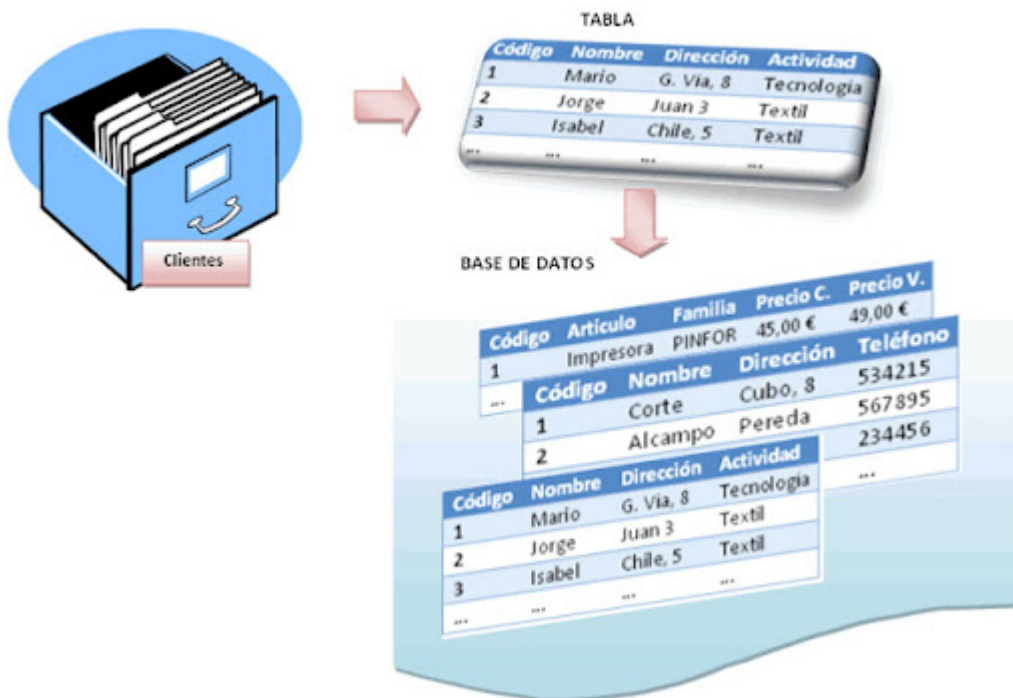 TABLA
Código Nombre Dirección Actividad
1 Mario G. Via, 8 Tecnología
2 Jorge Juan 3 Textil
3 Isabel Chile, 5 Textil
... ... ... ...
Clientes
BASE DE DATOS
Código Artículo Familia Precio C. Precio V.
1 Impresora PINFOR 45,00 € 49,00 €
...
Código Nombre Dirección Teléfono
1 Corte Cubo, 8 534215
2 Alcampo Pereda 567895
234456
...
Código Nombre Dirección Actividad
1 Mario G. Via, 8 Tecnología
2 Jorge Juan 3 Textil
3 Isabel Chile, 5 Textil
... ... ... ...